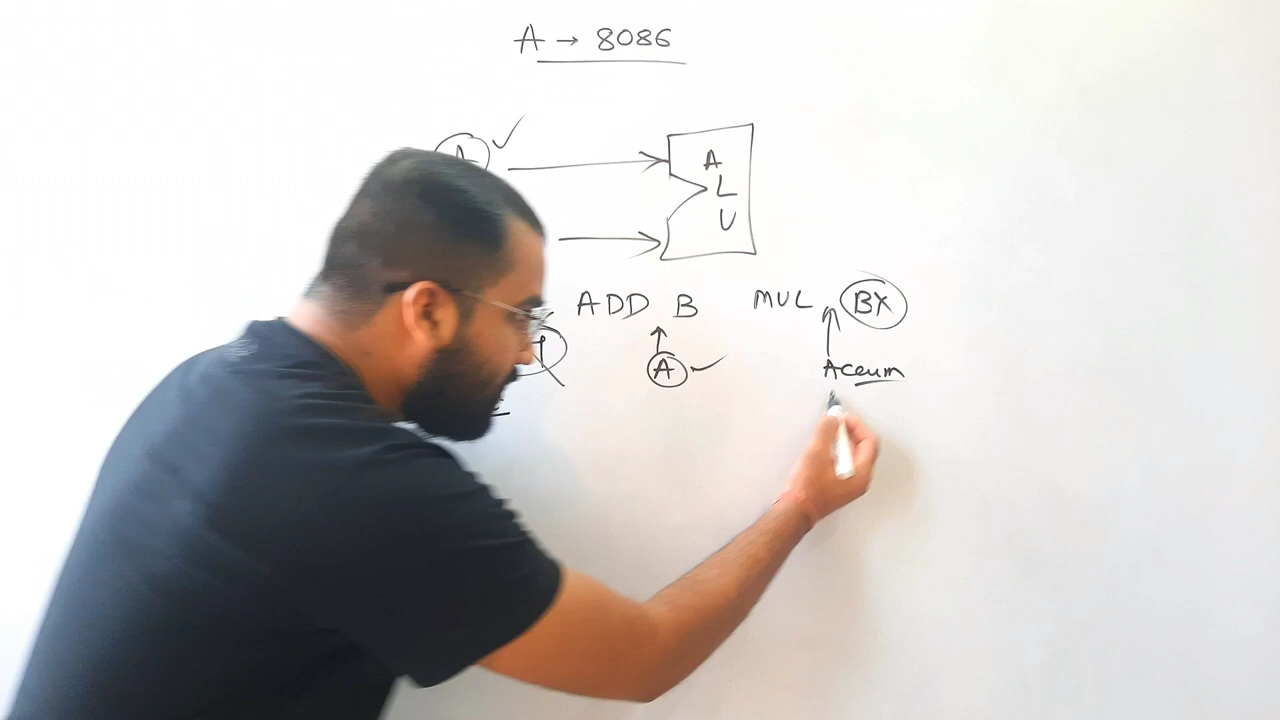 A → 8086
A
A
L
U
ADD B MUL BX
A Accum